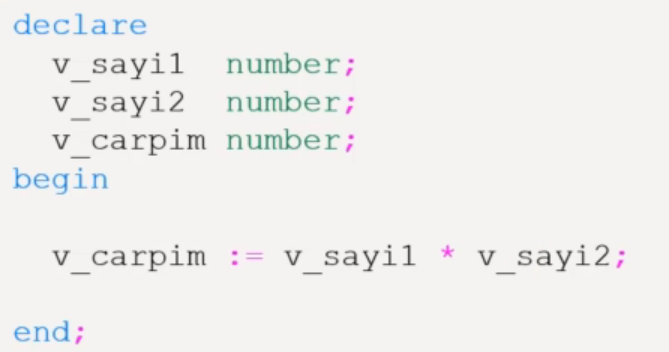 declare
  v_sayi1  number;
  v_sayi2  number;
  v_carpim number;
begin
  v_carpim := v_sayi1 * v_sayi2;
end;